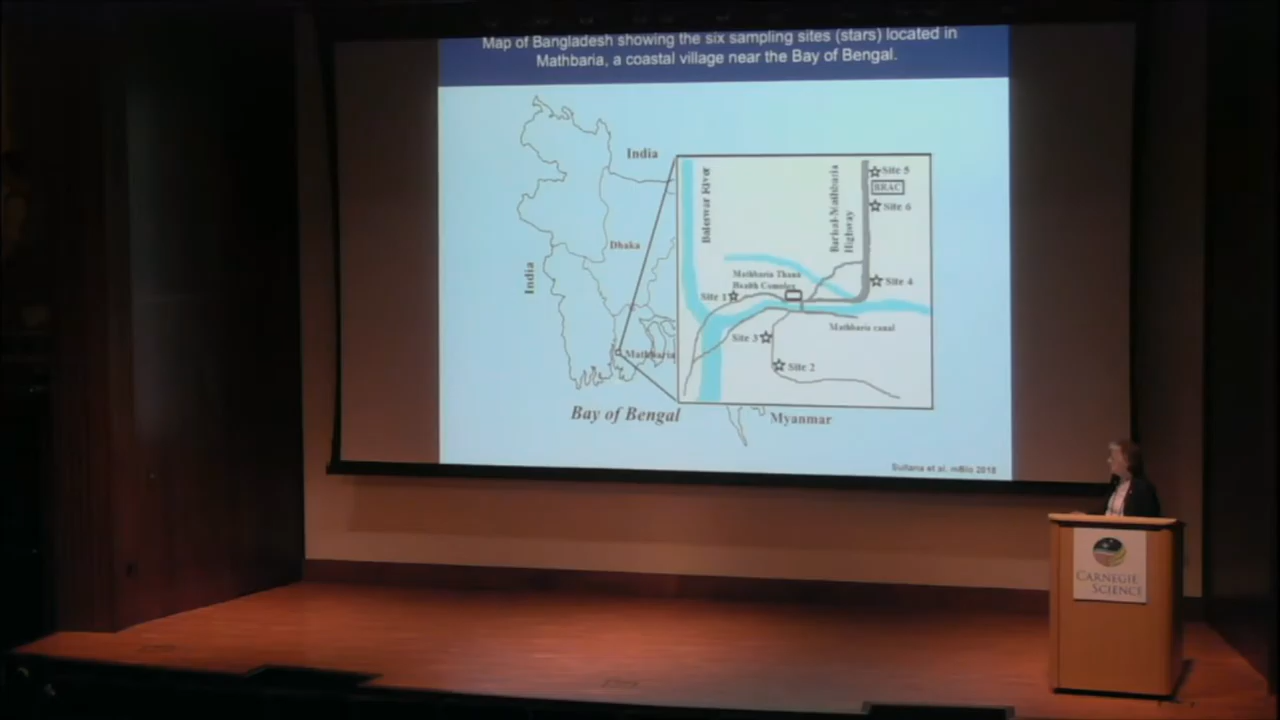 Map of Bangladesh showing the six sampling sites (stars) located in
Mathbaria, a coastal village near the Bay of Bengal.
India
India
Dhaka
Mathbaria
Bay of Bengal
Myanmar
Baleswar River
Barisal-Mathbaria
Highway
Site 5
BRAC
Site 6
Mathbaria Thana
Health Complex
Site 1
Site 4
Mathbaria canal
Site 3
Site 2
Sultana et al. mBio 2018
CARNEGIE
SCIENCE